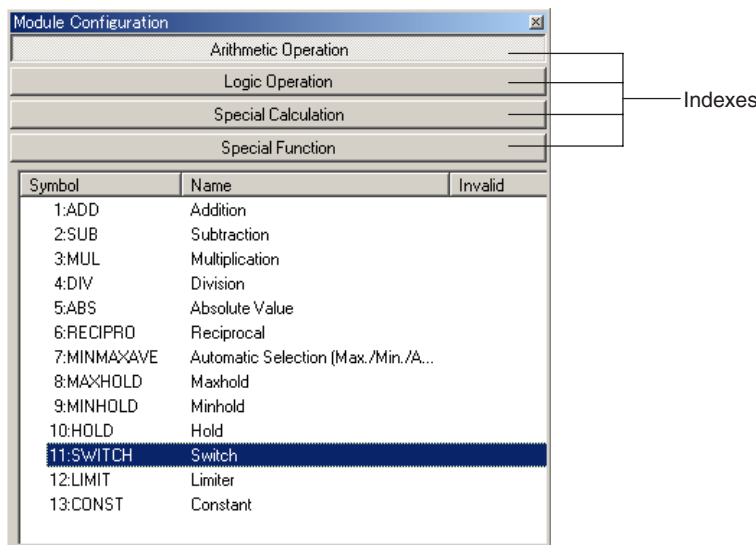 Module Configuration
Arithmetic Operation
Logic Operation
Special Calculation
Special Function
Indexes
Symbol Name Invalid
1:ADD Addition
2:SUB Subtraction
3:MUL Multiplication
4:DIV Division
5:ABS Absolute Value
6:RECIPRO Reciprocal
7:MINMAXAVE Automatic Selection (Max./Min./A...
8:MAXHOLD Maxhold
9:MINHOLD Minhold
10:HOLD Hold
11:SWITCH Switch
12:LIMIT Limiter
13:CONST Constant